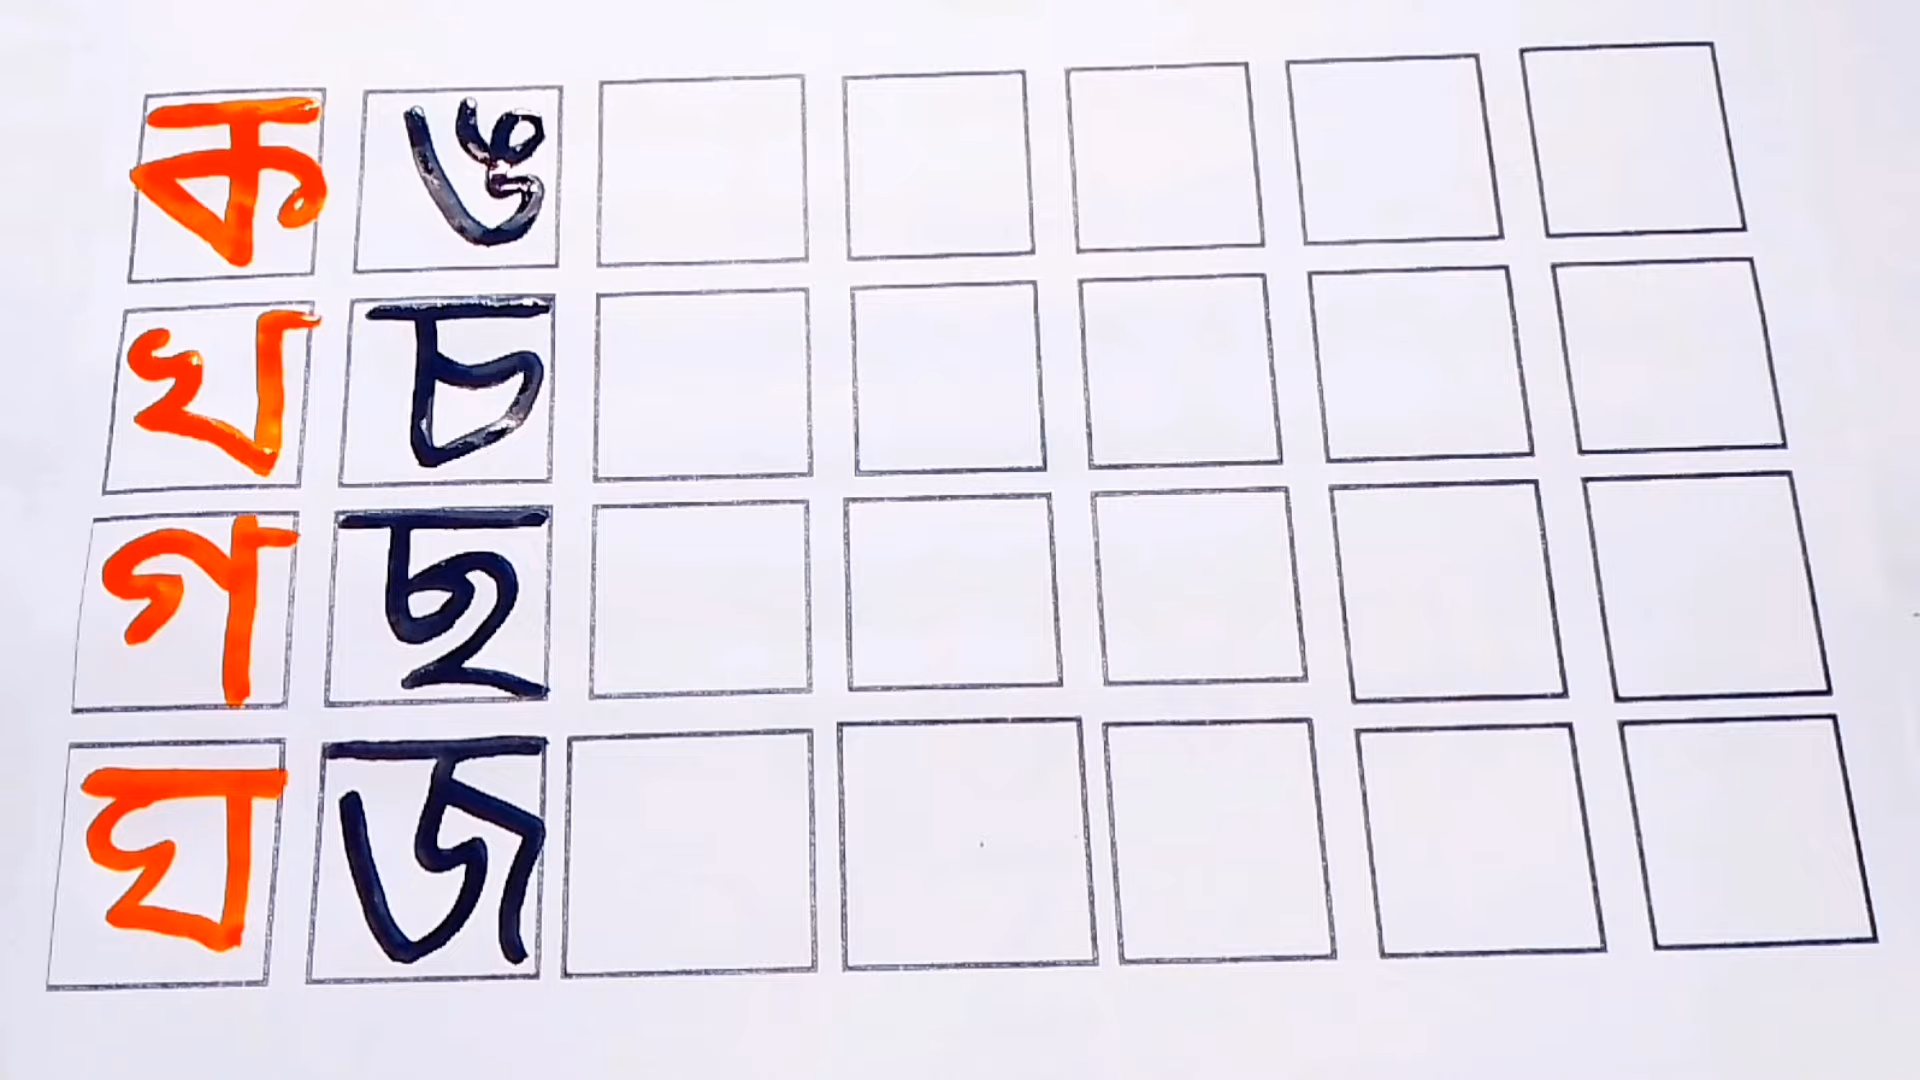 ক ঙ
খ চ
গ ছ
ঘ জ